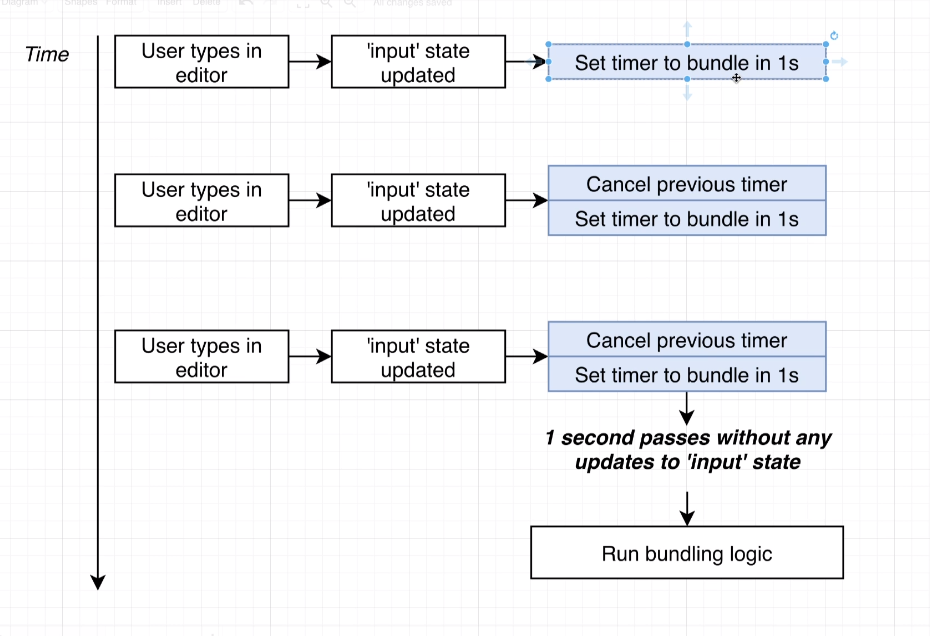 Diagram Shapes Format Insert Delete All changes saved
Time
User types in
editor
'input' state
updated
Set timer to bundle in 1s
User types in
editor
'input' state
updated
Cancel previous timer
Set timer to bundle in 1s
User types in
editor
'input' state
updated
Cancel previous timer
Set timer to bundle in 1s
1 second passes without any
updates to 'input' state
Run bundling logic